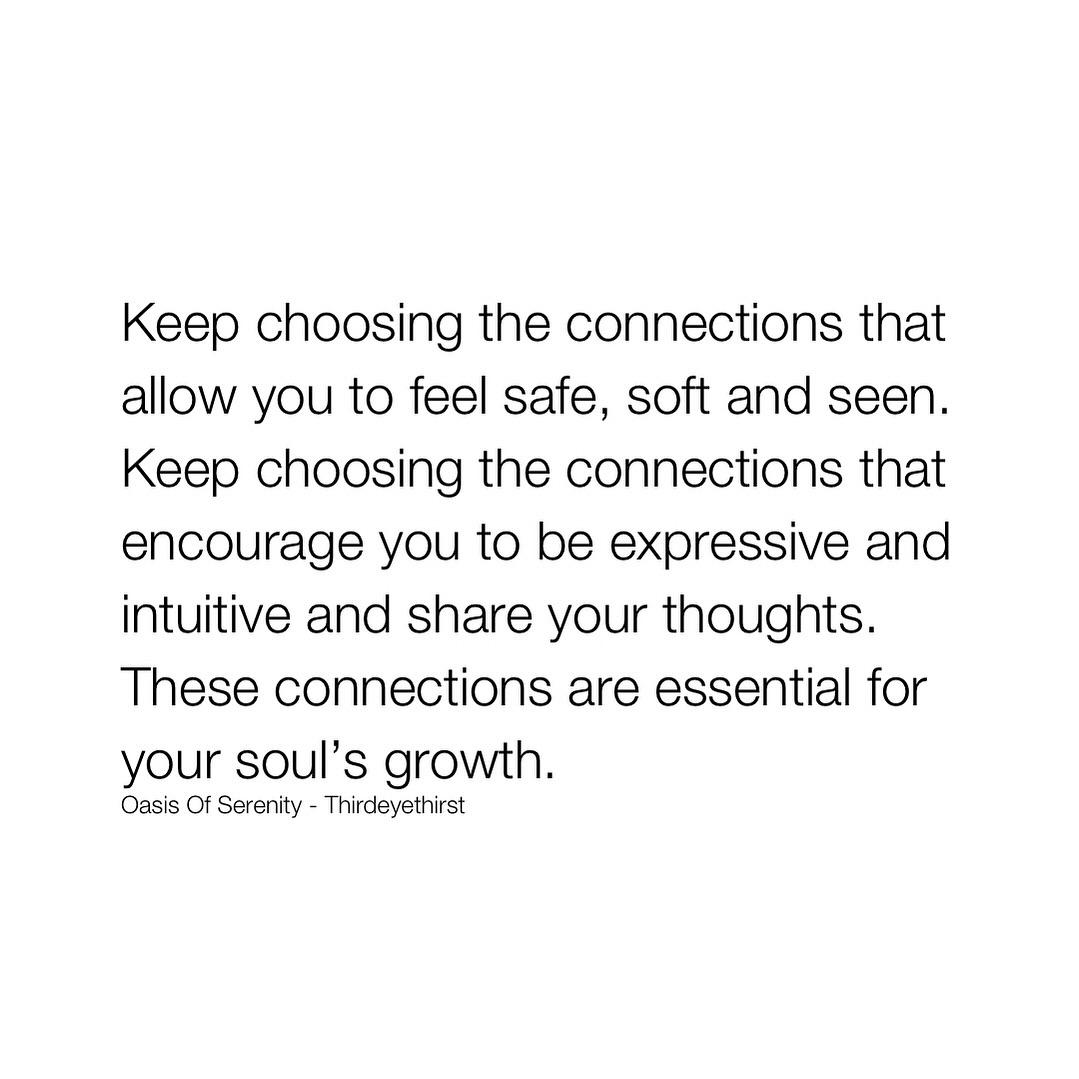 Keep choosing the connections that
allow you to feel safe, soft and seen.
Keep choosing the connections that
encourage you to be expressive and
intuitive and share your thoughts.
These connections are essential for
your soul’s growth.
Oasis Of Serenity - Thirdeyethirst